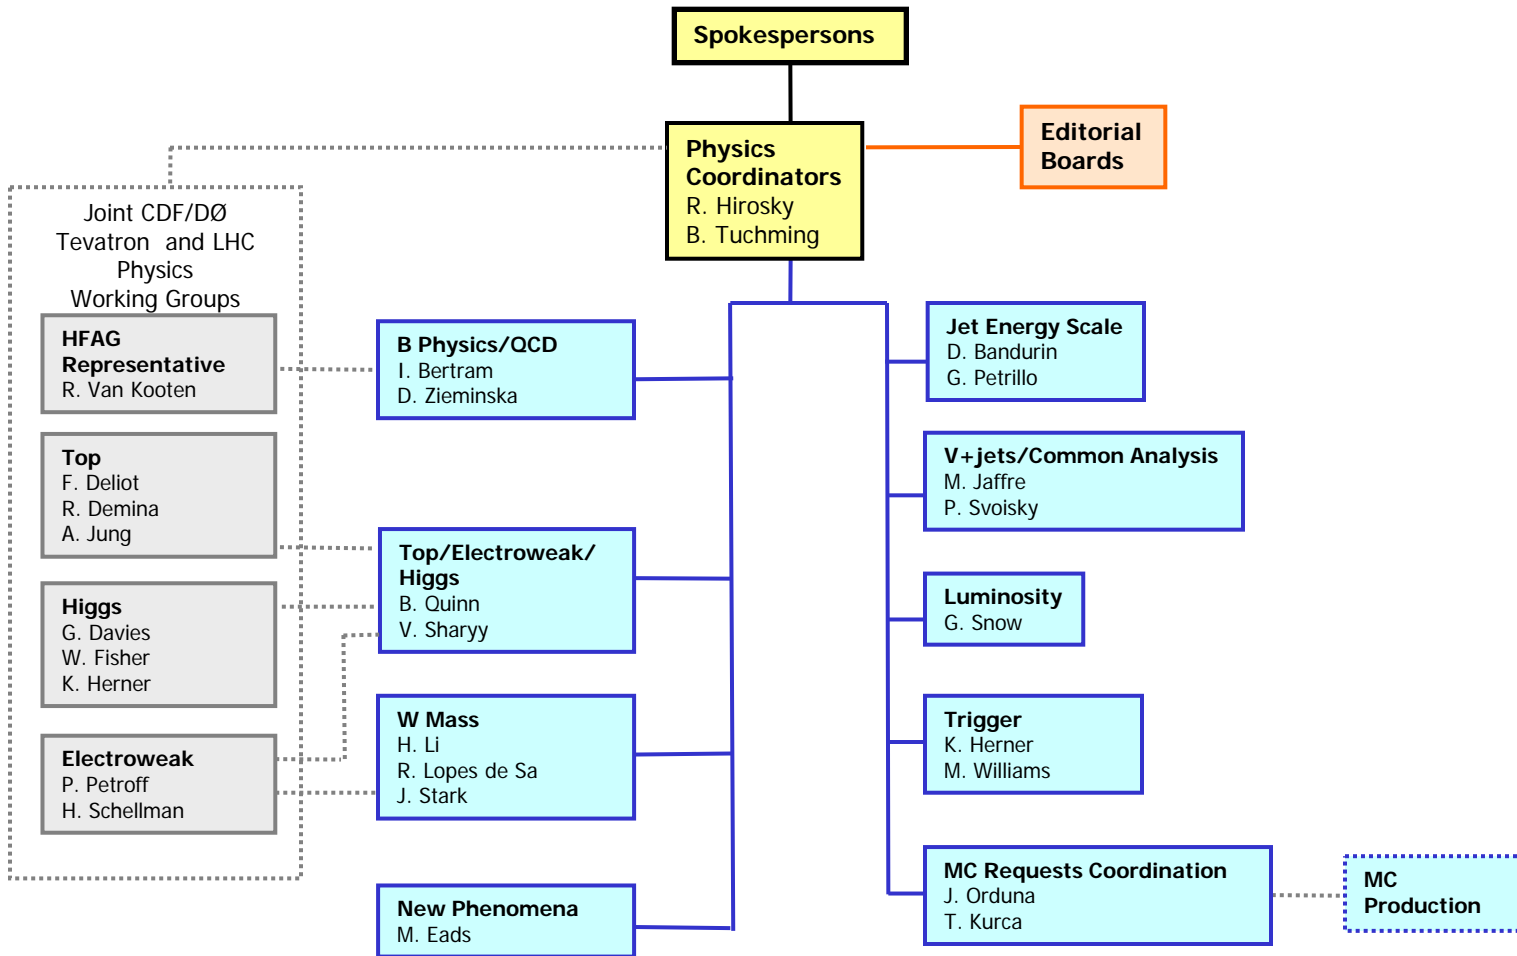 Spokespersons
Physics
Coordinators
R. Hirosky
B. Tuchming
Editorial
Boards
Joint CDF/DØ
Tevatron and LHC
Physics
Working Groups
HFAG
Representative
R. Van Kooten
Top
F. Deliot
R. Demina
A. Jung
Higgs
G. Davies
W. Fisher
K. Herner
Electroweak
P. Petroff
H. Schellman
B Physics/QCD
I. Bertram
D. Zieminska
Top/Electroweak/
Higgs
B. Quinn
V. Sharyy
W Mass
H. Li
R. Lopes de Sa
J. Stark
New Phenomena
M. Eads
Jet Energy Scale
D. Bandurin
G. Petrillo
V+jets/Common Analysis
M. Jaffre
P. Svoisky
Luminosity
G. Snow
Trigger
K. Herner
M. Williams
MC Requests Coordination
J. Orduna
T. Kurca
MC
Production